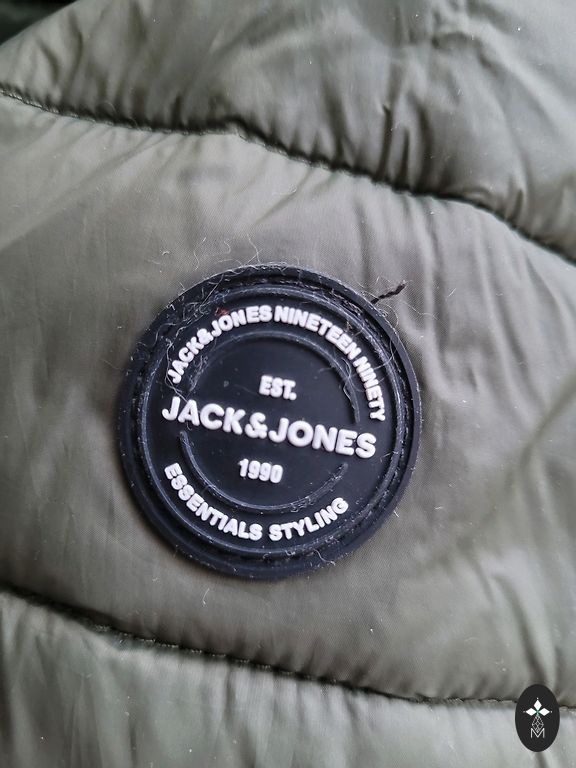 JACK&JONES NINETEEN NINETY
EST.
JACK&JONES
1990
ESSENTIALS STYLING
M